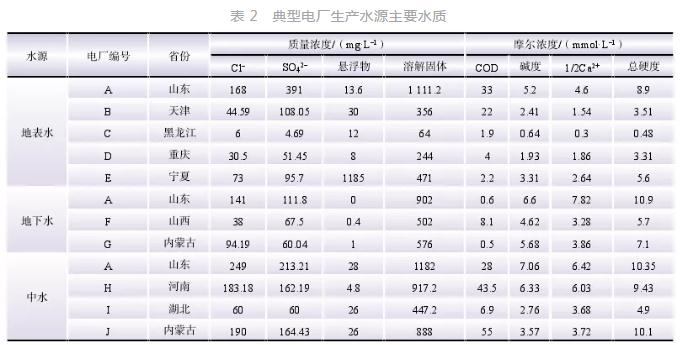 表 2 典型电厂生产水源主要水质
水源 电厂编号 省份 质量浓度/(mg·L⁻¹) 摩尔浓度/(mmol·L⁻¹)
Cl⁻ SO₄²⁻ 悬浮物 溶解固体 COD 碱度 1/2Ca²⁺ 总硬度
地表水
A 山东 168 391 13.6 1 111.2 33 5.2 4.6 8.9
B 天津 44.59 108.05 30 356 22 2.41 1.54 3.51
C 黑龙江 6 4.69 12 64 1.9 0.64 0.3 0.48
D 重庆 30.5 51.45 8 244 4 1.93 1.86 3.31
E 宁夏 73 95.7 1185 471 2.2 3.31 2.64 5.6
地下水
A 山东 141 111.8 0 902 0.6 6.6 7.82 10.9
F 山西 38 67.5 0.4 502 8.1 4.62 3.28 5.7
G 内蒙古 94.19 60.04 1 576 0.5 5.68 3.86 7.1
中水
A 山东 249 213.21 28 1182 28 7.06 6.42 10.35
H 河南 183.18 162.19 4.8 917.2 43.5 6.33 6.03 9.43
I 湖北 60 60 26 447.2 6.9 2.76 3.68 4.9
J 内蒙古 190 164.43 26 888 55 3.57 3.72 10.1